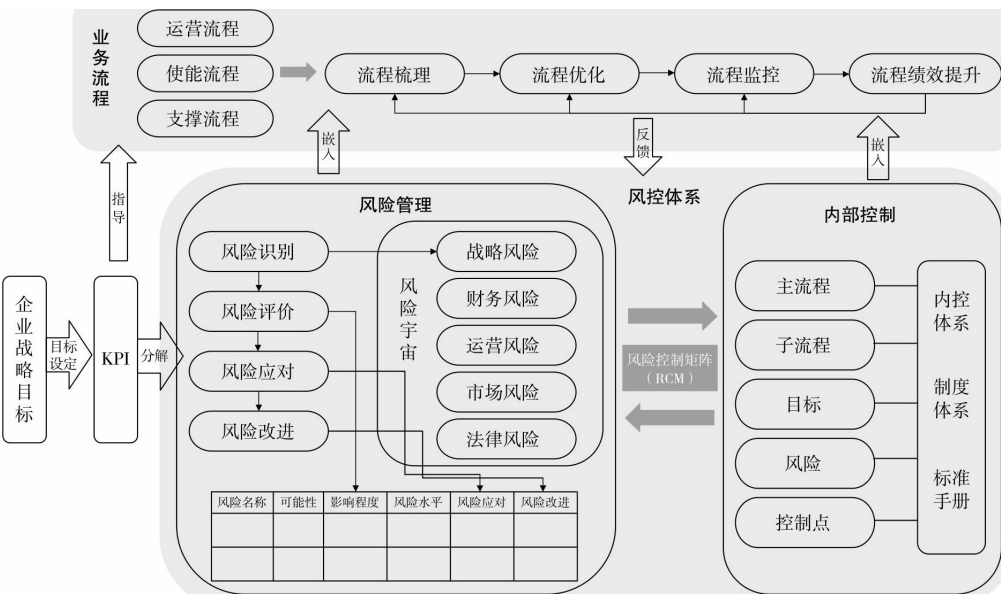 业务流程
运营流程
使能流程
支撑流程
流程梳理
流程优化
流程监控
流程绩效提升
指导
嵌入
反馈
嵌入
风控体系
企业战略目标
目标
设定
KPI
分解
风险管理
风险识别
风险评价
风险应对
风险改进
风险宇宙
战略风险
财务风险
运营风险
市场风险
法律风险
风险名称
可能性
影响程度
风险水平
风险应对
风险改进
风险控制矩阵
(RCM)
内部控制
主流程
子流程
目标
风险
控制点
内控
体系
制度
体系
标准
手册